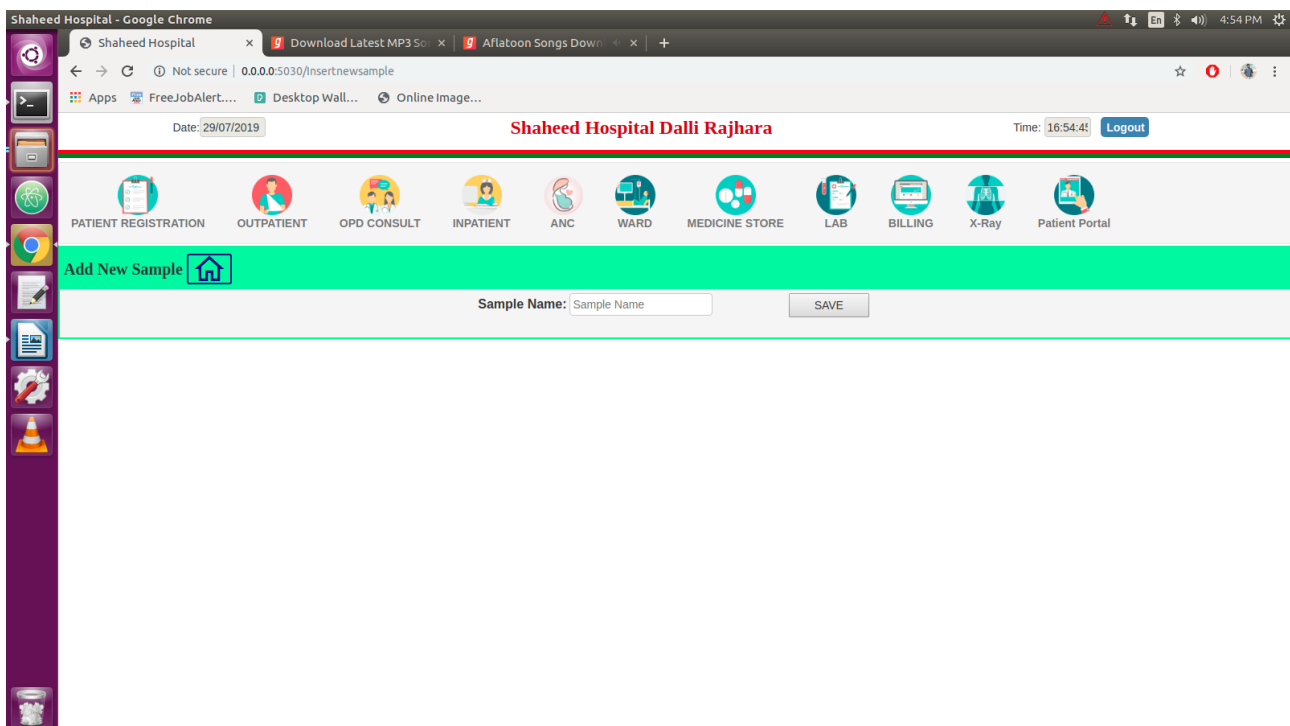 Shaheed Hospital - Google Chrome
En
4:54 PM
Shaheed Hospital
Download Latest MP3 So
Aflatoon Songs Down
Not secure | 0.0.0.0:5030/Insertnewsample
Apps
FreeJobAlert....
Desktop Wall...
Online Image...
Date: 29/07/2019
Shaheed Hospital Dalli Rajhara
Time: 16:54:45
Logout
PATIENT REGISTRATION
OUTPATIENT
OPD CONSULT
INPATIENT
ANC
WARD
MEDICINE STORE
LAB
BILLING
X-Ray
Patient Portal
Add New Sample
Sample Name: Sample Name
SAVE